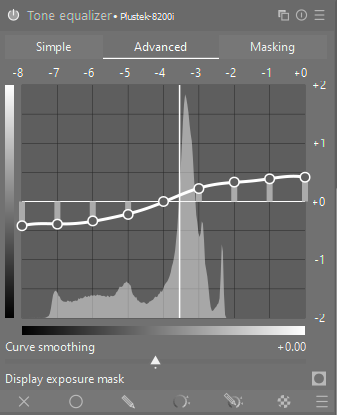 Tone equalizer • Plustek-8200i
Simple Advanced Masking
-8 -7 -6 -5 -4 -3 -2 -1 +0
+2
+1
+0
-1
-2
Curve smoothing +0.00
Display exposure mask